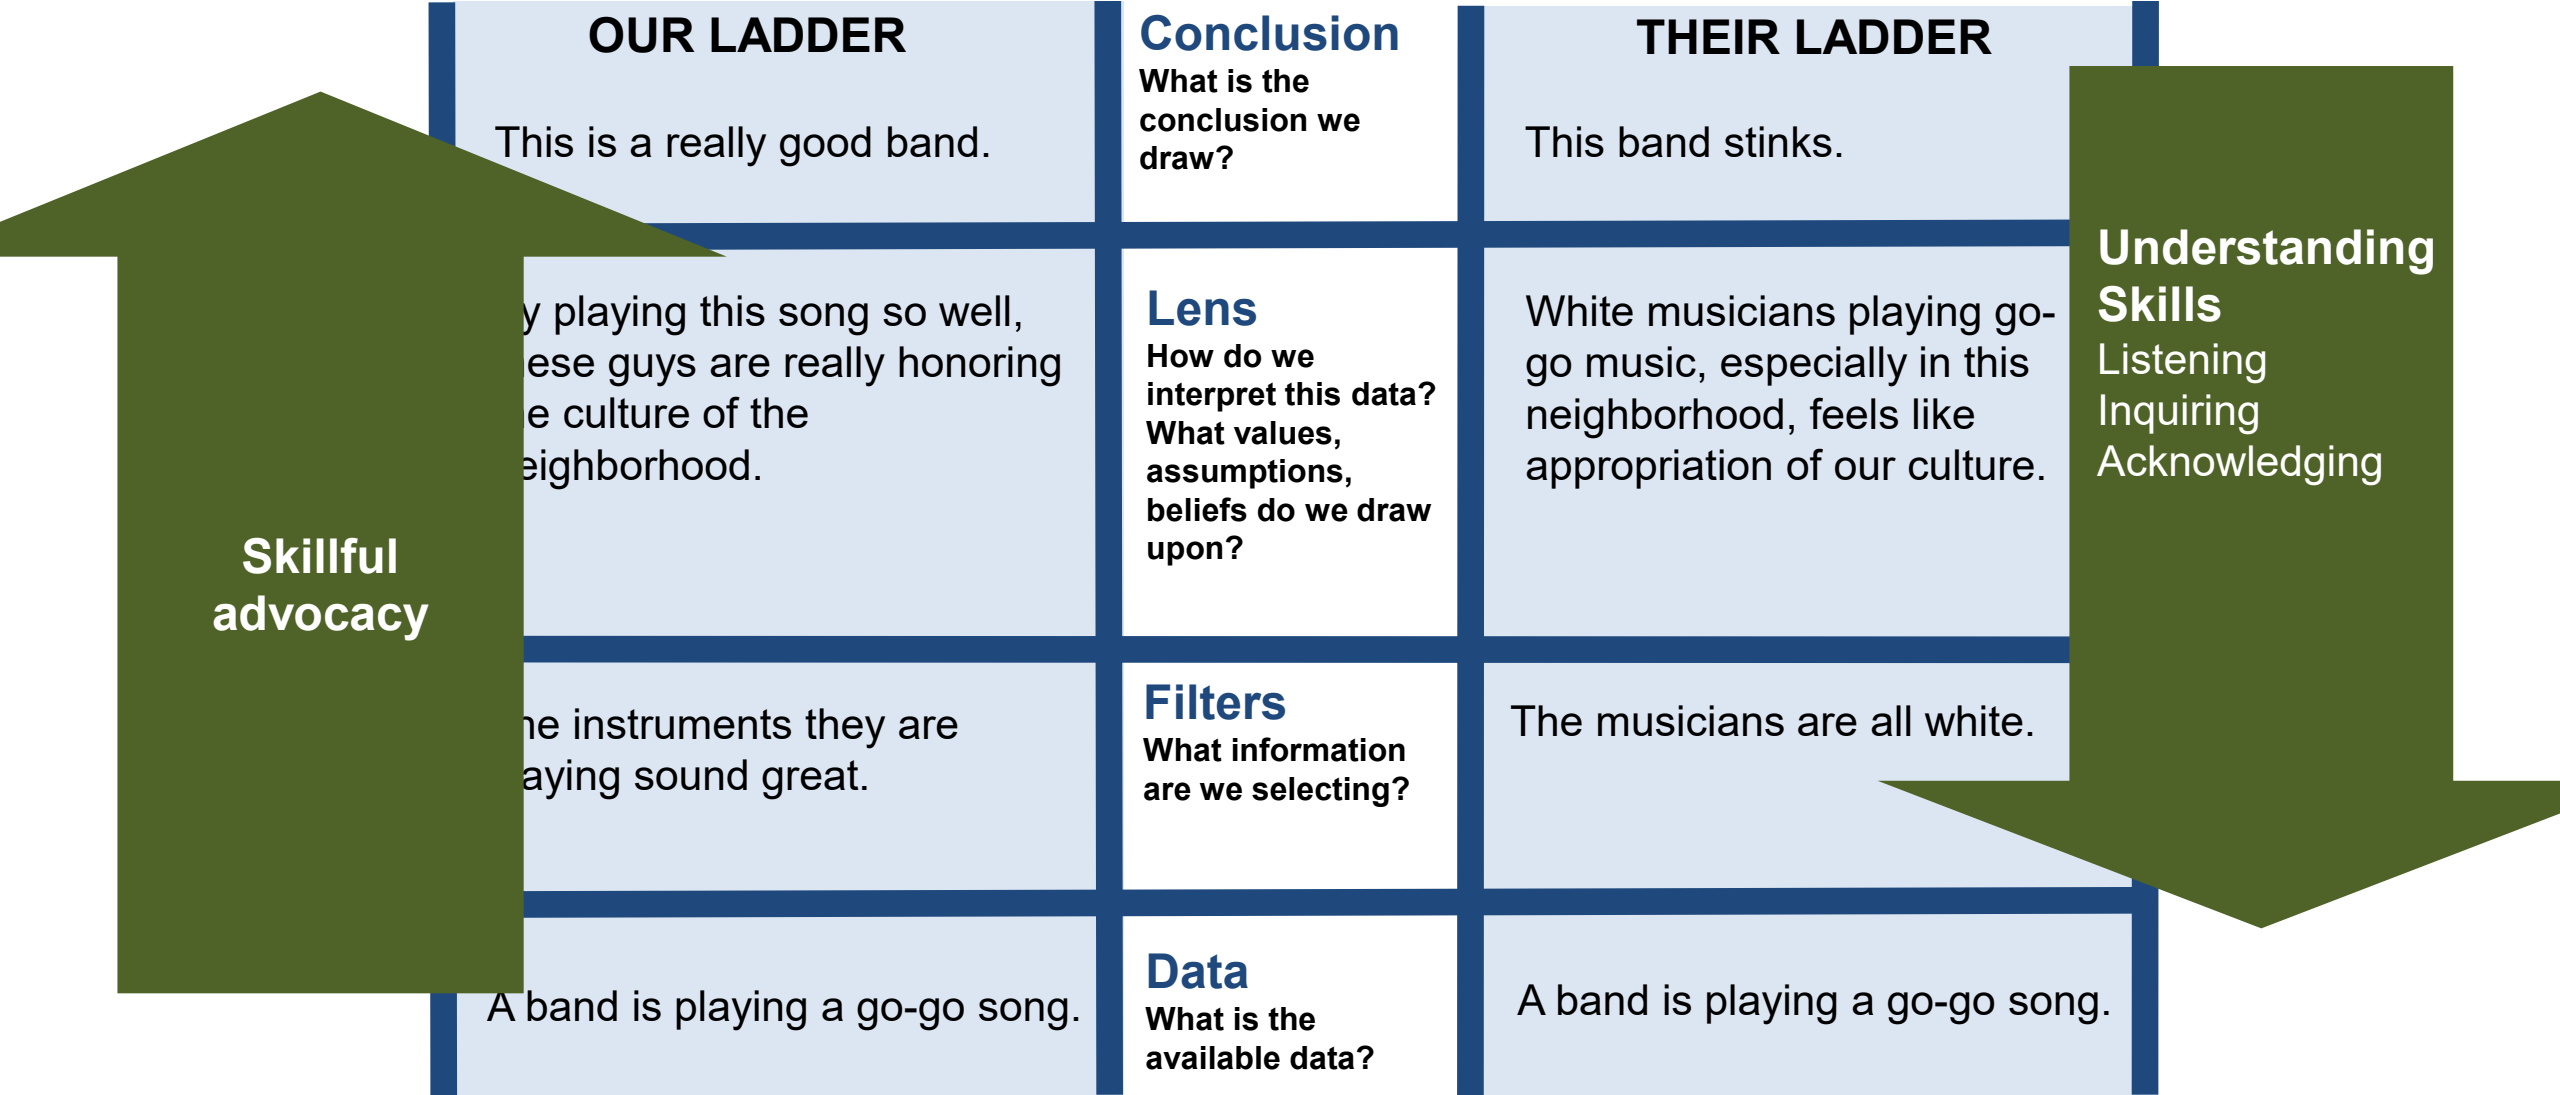 OUR LADDER
This is a really good band.
y playing this song so well,
ese guys are really honoring
e culture of the
eighborhood.
e instruments they are
aying sound great.
A band is playing a go-go song.
Skillful
advocacy
Conclusion
What is the
conclusion we
draw?
Lens
How do we
interpret this data?
What values,
assumptions,
beliefs do we draw
upon?
Filters
What information
are we selecting?
Data
What is the
available data?
THEIR LADDER
This band stinks.
White musicians playing go-
go music, especially in this
neighborhood, feels like
appropriation of our culture.
The musicians are all white.
A band is playing a go-go song.
Understanding
Skills
Listening
Inquiring
Acknowledging